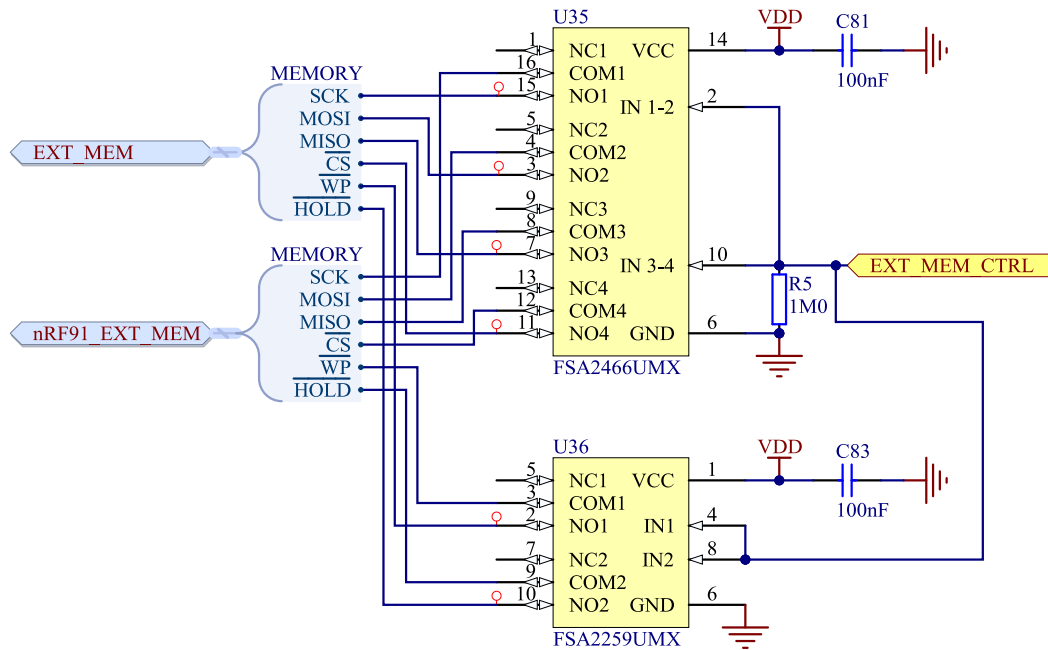 U35
VDD
C81
100nF
1 NC1 VCC 14
16 COM1
15 NO1 IN 1-2 2
5 NC2
4 COM2
3 NO2
9 NC3
8 COM3
7 NO3 IN 3-4 10
13 NC4
12 COM4
11 NO4 GND 6
FSA2466UMX
EXT_MEM
MEMORY
SCK
MOSI
MISO
CS
WP
HOLD
nRF91_EXT_MEM
MEMORY
SCK
MOSI
MISO
CS
WP
HOLD
EXT_MEM_CTRL
R5
1M0
U36
VDD
C83
100nF
5 NC1 VCC 1
3 COM1
2 NO1 IN1 4
7 NC2 IN2 8
9 COM2
10 NO2 GND 6
FSA2259UMX